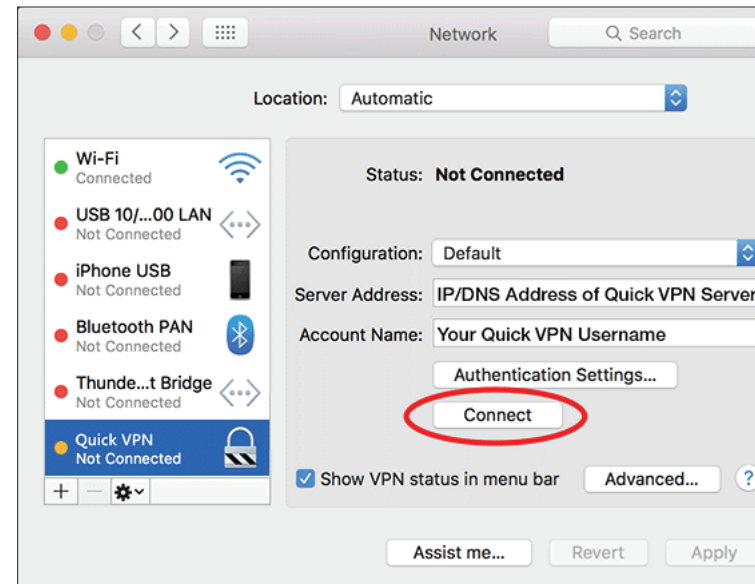 Network
Search
Location: Automatic
Wi-Fi
Connected
USB 10/...00 LAN
Not Connected
iPhone USB
Not Connected
Bluetooth PAN
Not Connected
Thunde...t Bridge
Not Connected
Quick VPN
Not Connected
Status: Not Connected
Configuration: Default
Server Address: IP/DNS Address of Quick VPN Server
Account Name: Your Quick VPN Username
Authentication Settings...
Connect
Show VPN status in menu bar
Advanced...
?
Assist me...
Revert
Apply